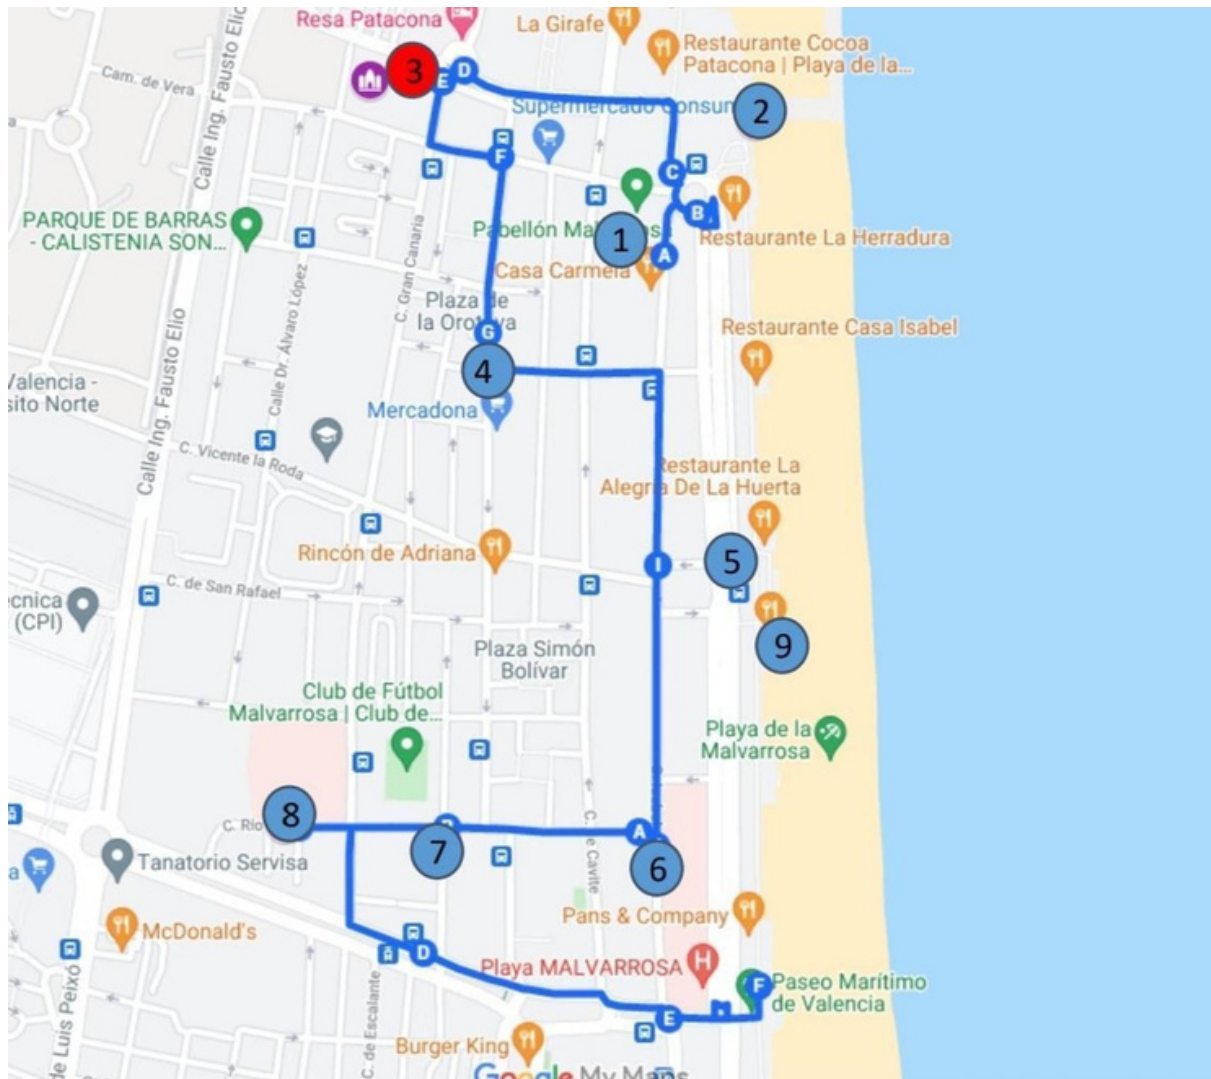 Resa Patacona
La Girafe
Restaurante Cocoa
Patacona | Playa de la...
Calle Ing. Fausto Elio
Cam. de Vera
3
E
D
2
Supermercado Consum
F
C
PARQUE DE BARRAS
- CALISTENIA SON...
B
1
A
Restaurante La Herradura
Casa Carmela
C. Gran Canaria
Calle Dr. Álvaro López
Plaza de
la Orotava
G
Restaurante Casa Isabel
4
Calle Ing. Fausto Elio
Mercadona
Valencia -
sito Norte
C. Vicente la Roda
Restaurante La
Alegría De La Huerta
Rincón de Adriana
I
5
C. de San Rafael
écnica
(CPI)
9
Plaza Simón
Bolívar
Club de Fútbol
Malvarrosa | Club de...
Playa de la
Malvarrosa
8
C. Río
7
A
6
C. de Cavite
Tanatorio Servisa
McDonald's
Pans & Company
D
Playa MALVARROSA
H
F
Paseo Marítimo
de Valencia
E
de Luis Peixó
C. de Escalante
Burger King
Google My Maps